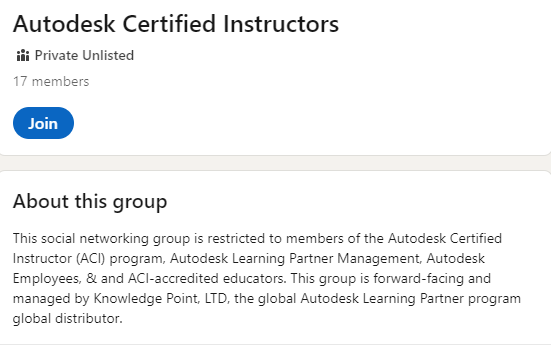 Autodesk Certified Instructors
Private Unlisted
17 members
Join
About this group
This social networking group is restricted to members of the Autodesk Certified
Instructor (ACI) program, Autodesk Learning Partner Management, Autodesk
Employees, & and ACI-accredited educators. This group is forward-facing and
managed by Knowledge Point, LTD, the global Autodesk Learning Partner program
global distributor.